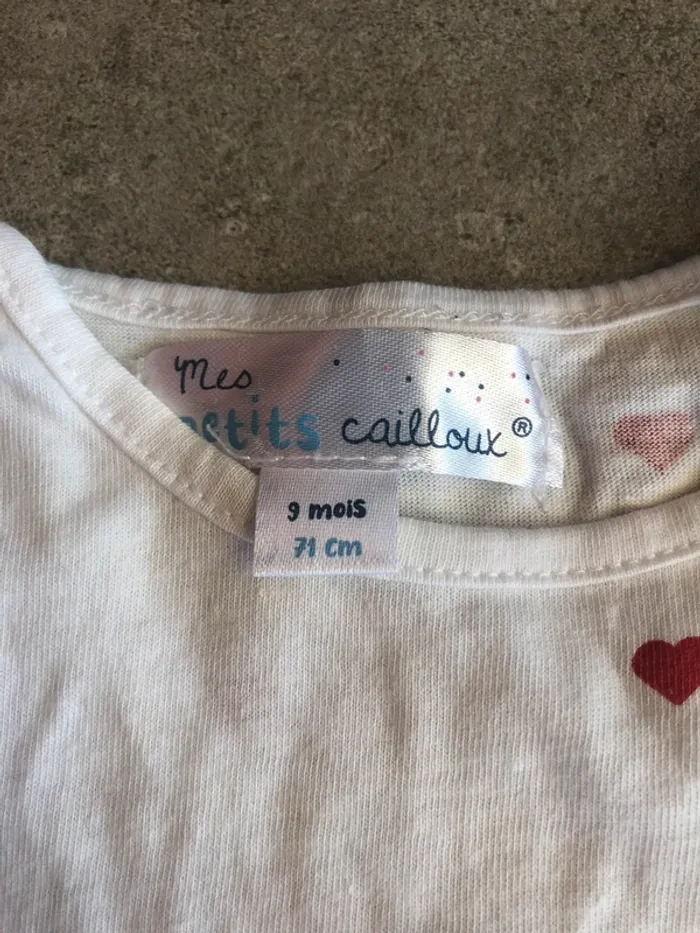 Mes
petits cailloux®
9 mois
71 cm